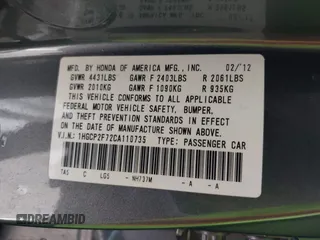 MFD. BY HONDA OF AMERICA MFG., INC. 02/12
GVWR 4431LBS GAWR F 2403LBS R 2061LBS
GVWR 2010KG GAWR F 1090KG R 935KG
THIS VEHICLE CONFORMS TO ALL APPLICABLE
FEDERAL MOTOR VEHICLE SAFETY, BUMPER,
AND THEFT PREVENTION STANDARDS IN EFFECT
ON THE DATE OF MANUFACTURE SHOWN ABOVE.
V.I.N: 1HGCP2F72CA110735 TYPE: PASSENGER CAR
TA5 C LG5 - NH737M - A - A
DREAMBID